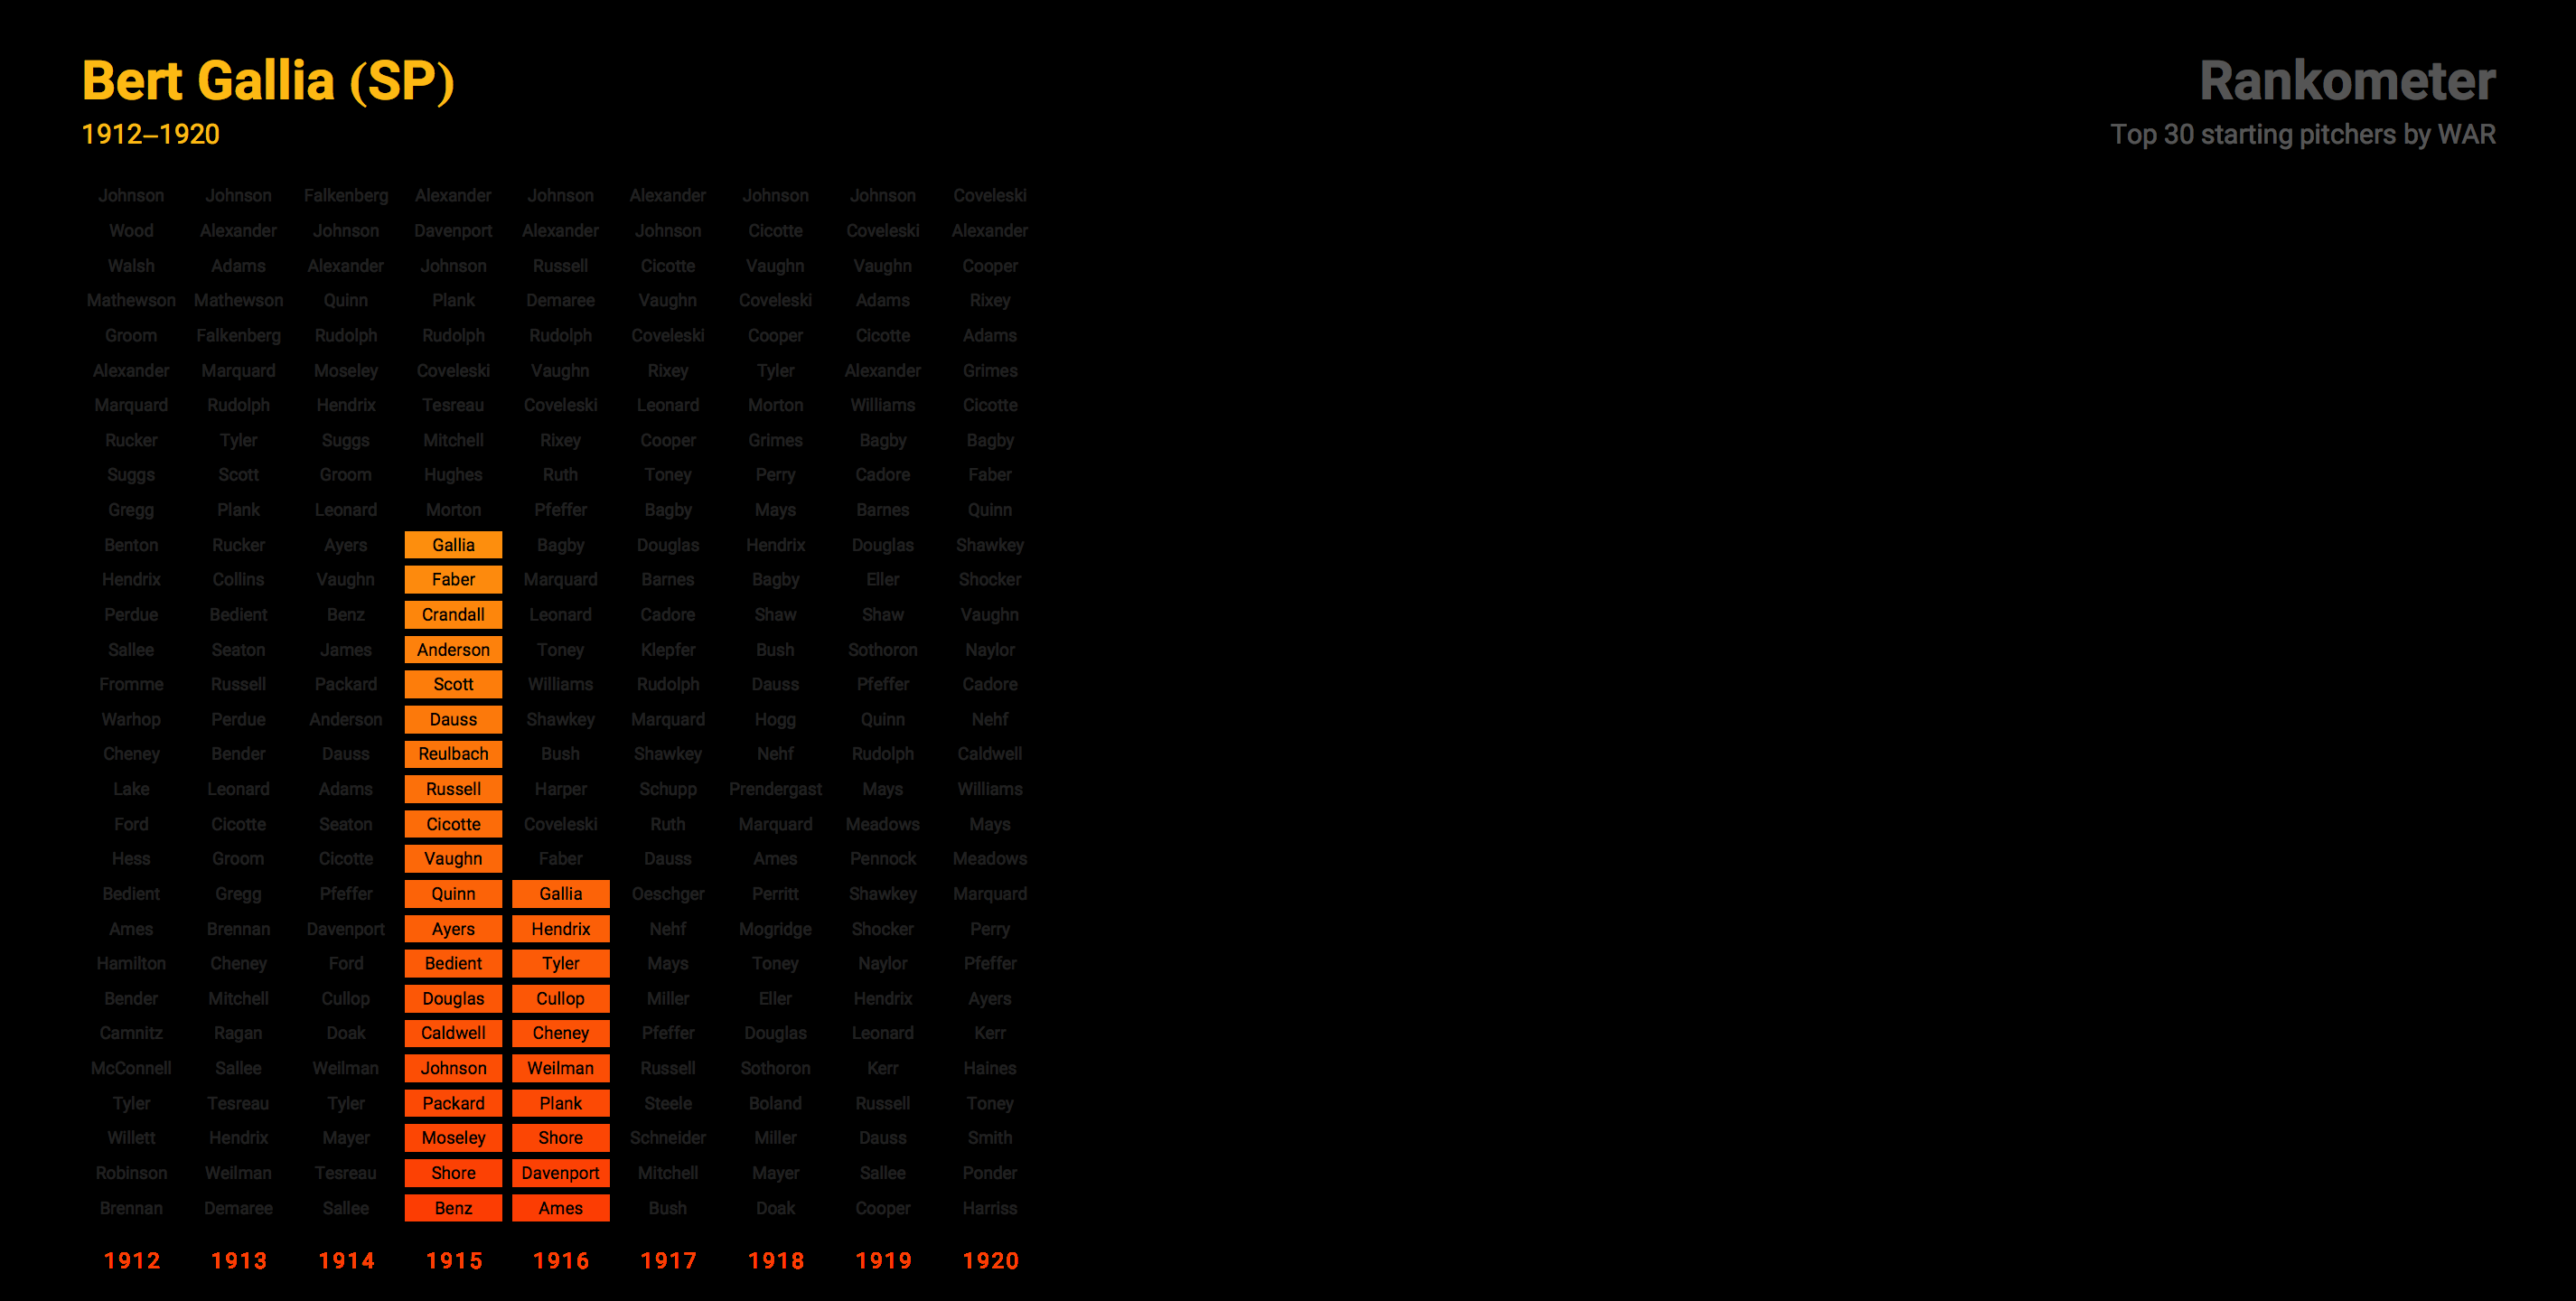 Bert Gallia (SP)
1912–1920
Rankometer
Top 30 starting pitchers by WAR
Johnson Johnson Falkenberg Alexander Johnson Alexander Johnson Johnson Coveleski
Wood Alexander Johnson Davenport Alexander Johnson Cicotte Coveleski Alexander
Walsh Adams Alexander Johnson Russell Cicotte Vaughn Vaughn Cooper
Mathewson Mathewson Quinn Plank Demaree Vaughn Coveleski Adams Rixey
Groom Falkenberg Rudolph Rudolph Rudolph Coveleski Cooper Cicotte Adams
Alexander Marquard Moseley Coveleski Vaughn Rixey Tyler Alexander Grimes
Marquard Rudolph Hendrix Tesreau Coveleski Leonard Morton Williams Cicotte
Rucker Tyler Suggs Mitchell Rixey Cooper Grimes Bagby Bagby
Suggs Scott Groom Hughes Ruth Toney Perry Cadore Faber
Gregg Plank Leonard Morton Pfeffer Bagby Mays Barnes Quinn
Benton Rucker Ayers Gallia Bagby Douglas Hendrix Douglas Shawkey
Hendrix Collins Vaughn Faber Marquard Barnes Bagby Eller Shocker
Perdue Bedient Benz Crandall Leonard Cadore Shaw Shaw Vaughn
Sallee Seaton James Anderson Toney Klepfer Bush Sothoron Naylor
Fromme Russell Packard Scott Williams Rudolph Dauss Pfeffer Cadore
Warhop Perdue Anderson Dauss Shawkey Marquard Hogg Quinn Nehf
Cheney Bender Dauss Reulbach Bush Shawkey Nehf Rudolph Caldwell
Lake Leonard Adams Russell Harper Schupp Prendergast Mays Williams
Ford Cicotte Seaton Cicotte Coveleski Ruth Marquard Meadows Mays
Hess Groom Cicotte Vaughn Faber Dauss Ames Pennock Meadows
Bedient Gregg Pfeffer Quinn Gallia Oeschger Perritt Shawkey Marquard
Ames Brennan Davenport Ayers Hendrix Nehf Mogridge Shocker Perry
Hamilton Cheney Ford Bedient Tyler Mays Toney Naylor Pfeffer
Bender Mitchell Cullop Douglas Cullop Miller Eller Hendrix Ayers
Camnitz Ragan Doak Caldwell Cheney Pfeffer Douglas Leonard Kerr
McConnell Sallee Weilman Johnson Weilman Russell Sothoron Kerr Haines
Tyler Tesreau Tyler Packard Plank Steele Boland Russell Toney
Willett Hendrix Mayer Moseley Shore Schneider Miller Dauss Smith
Robinson Weilman Tesreau Shore Davenport Mitchell Mayer Sallee Ponder
Brennan Demaree Sallee Benz Ames Bush Doak Cooper Harriss
1912 1913 1914 1915 1916 1917 1918 1919 1920